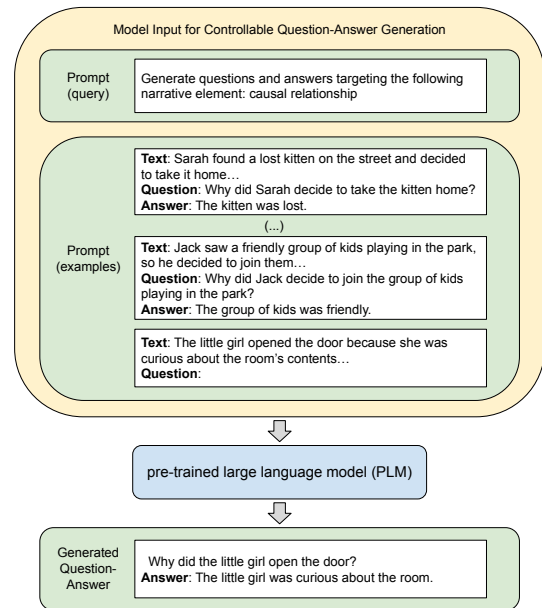 Model Input for Controllable Question-Answer Generation
Prompt
(query)
Generate questions and answers targeting the following
narrative element: causal relationship
Prompt
(examples)
Text: Sarah found a lost kitten on the street and decided
to take it home…
Question: Why did Sarah decide to take the kitten home?
Answer: The kitten was lost.
(...)
Text: Jack saw a friendly group of kids playing in the park,
so he decided to join them…
Question: Why did Jack decide to join the group of kids
playing in the park?
Answer: The group of kids was friendly.
Text: The little girl opened the door because she was
curious about the room's contents…
Question:
pre-trained large language model (PLM)
Generated
Question-
Answer
Why did the little girl open the door?
Answer: The little girl was curious about the room.